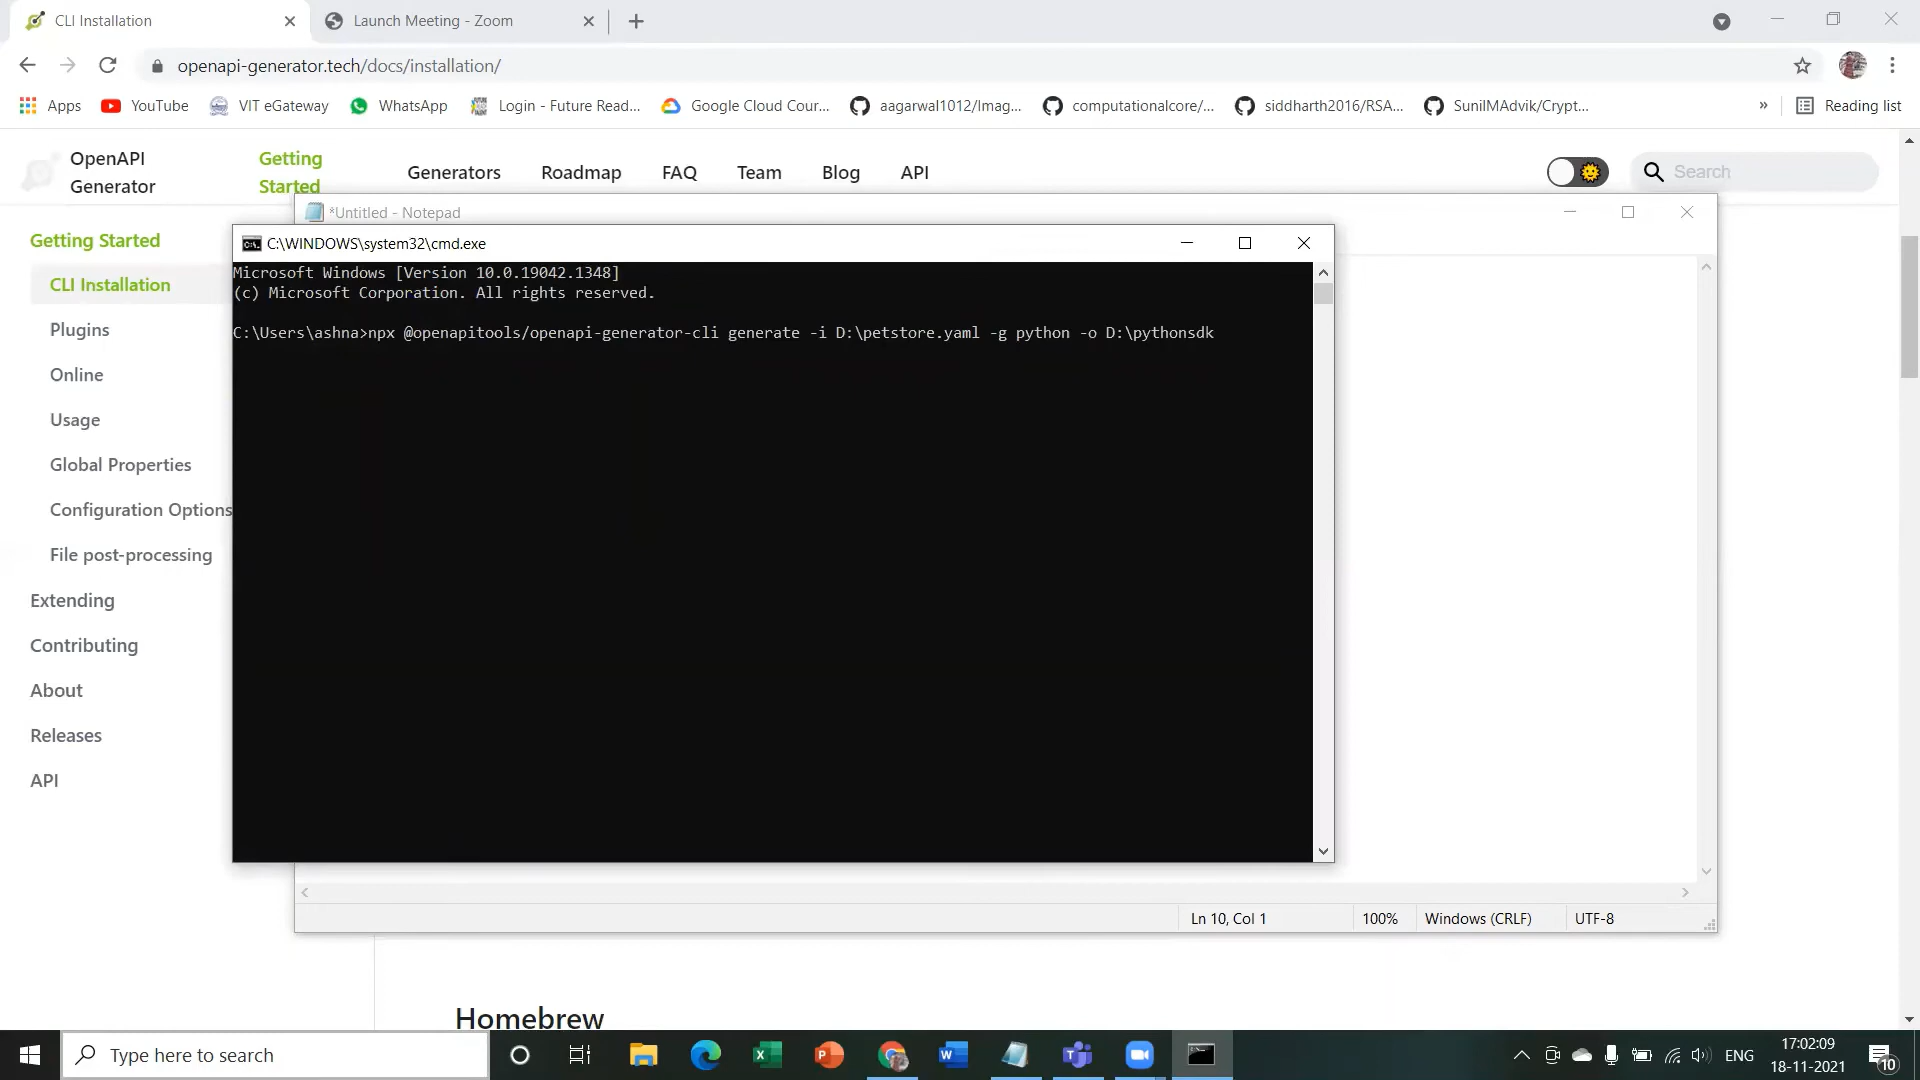 CLI Installation
Launch Meeting - Zoom
openapi-generator.tech/docs/installation/
Apps
YouTube
VIT eGateway
WhatsApp
Login - Future Read...
Google Cloud Cour...
aagarwal1012/Imag...
computationalcore/...
siddharth2016/RSA...
SunilMAdvik/Crypt...
»
Reading list
OpenAPI
Generator
Getting
Started
Generators
Roadmap
FAQ
Team
Blog
API
Search
*Untitled - Notepad
C:\WINDOWS\system32\cmd.exe
Microsoft Windows [Version 10.0.19042.1348]
(c) Microsoft Corporation. All rights reserved.
C:\Users\ashna>npx @openapitools/openapi-generator-cli generate -i D:\petstore.yaml -g python -o D:\pythonsdk
Getting Started
CLI Installation
Plugins
Online
Usage
Global Properties
Configuration Options
File post-processing
Extending
Contributing
About
Releases
API
Ln 10, Col 1
100%
Windows (CRLF)
UTF-8
Homebrew
Type here to search
ENG
17:02:09
18-11-2021
10